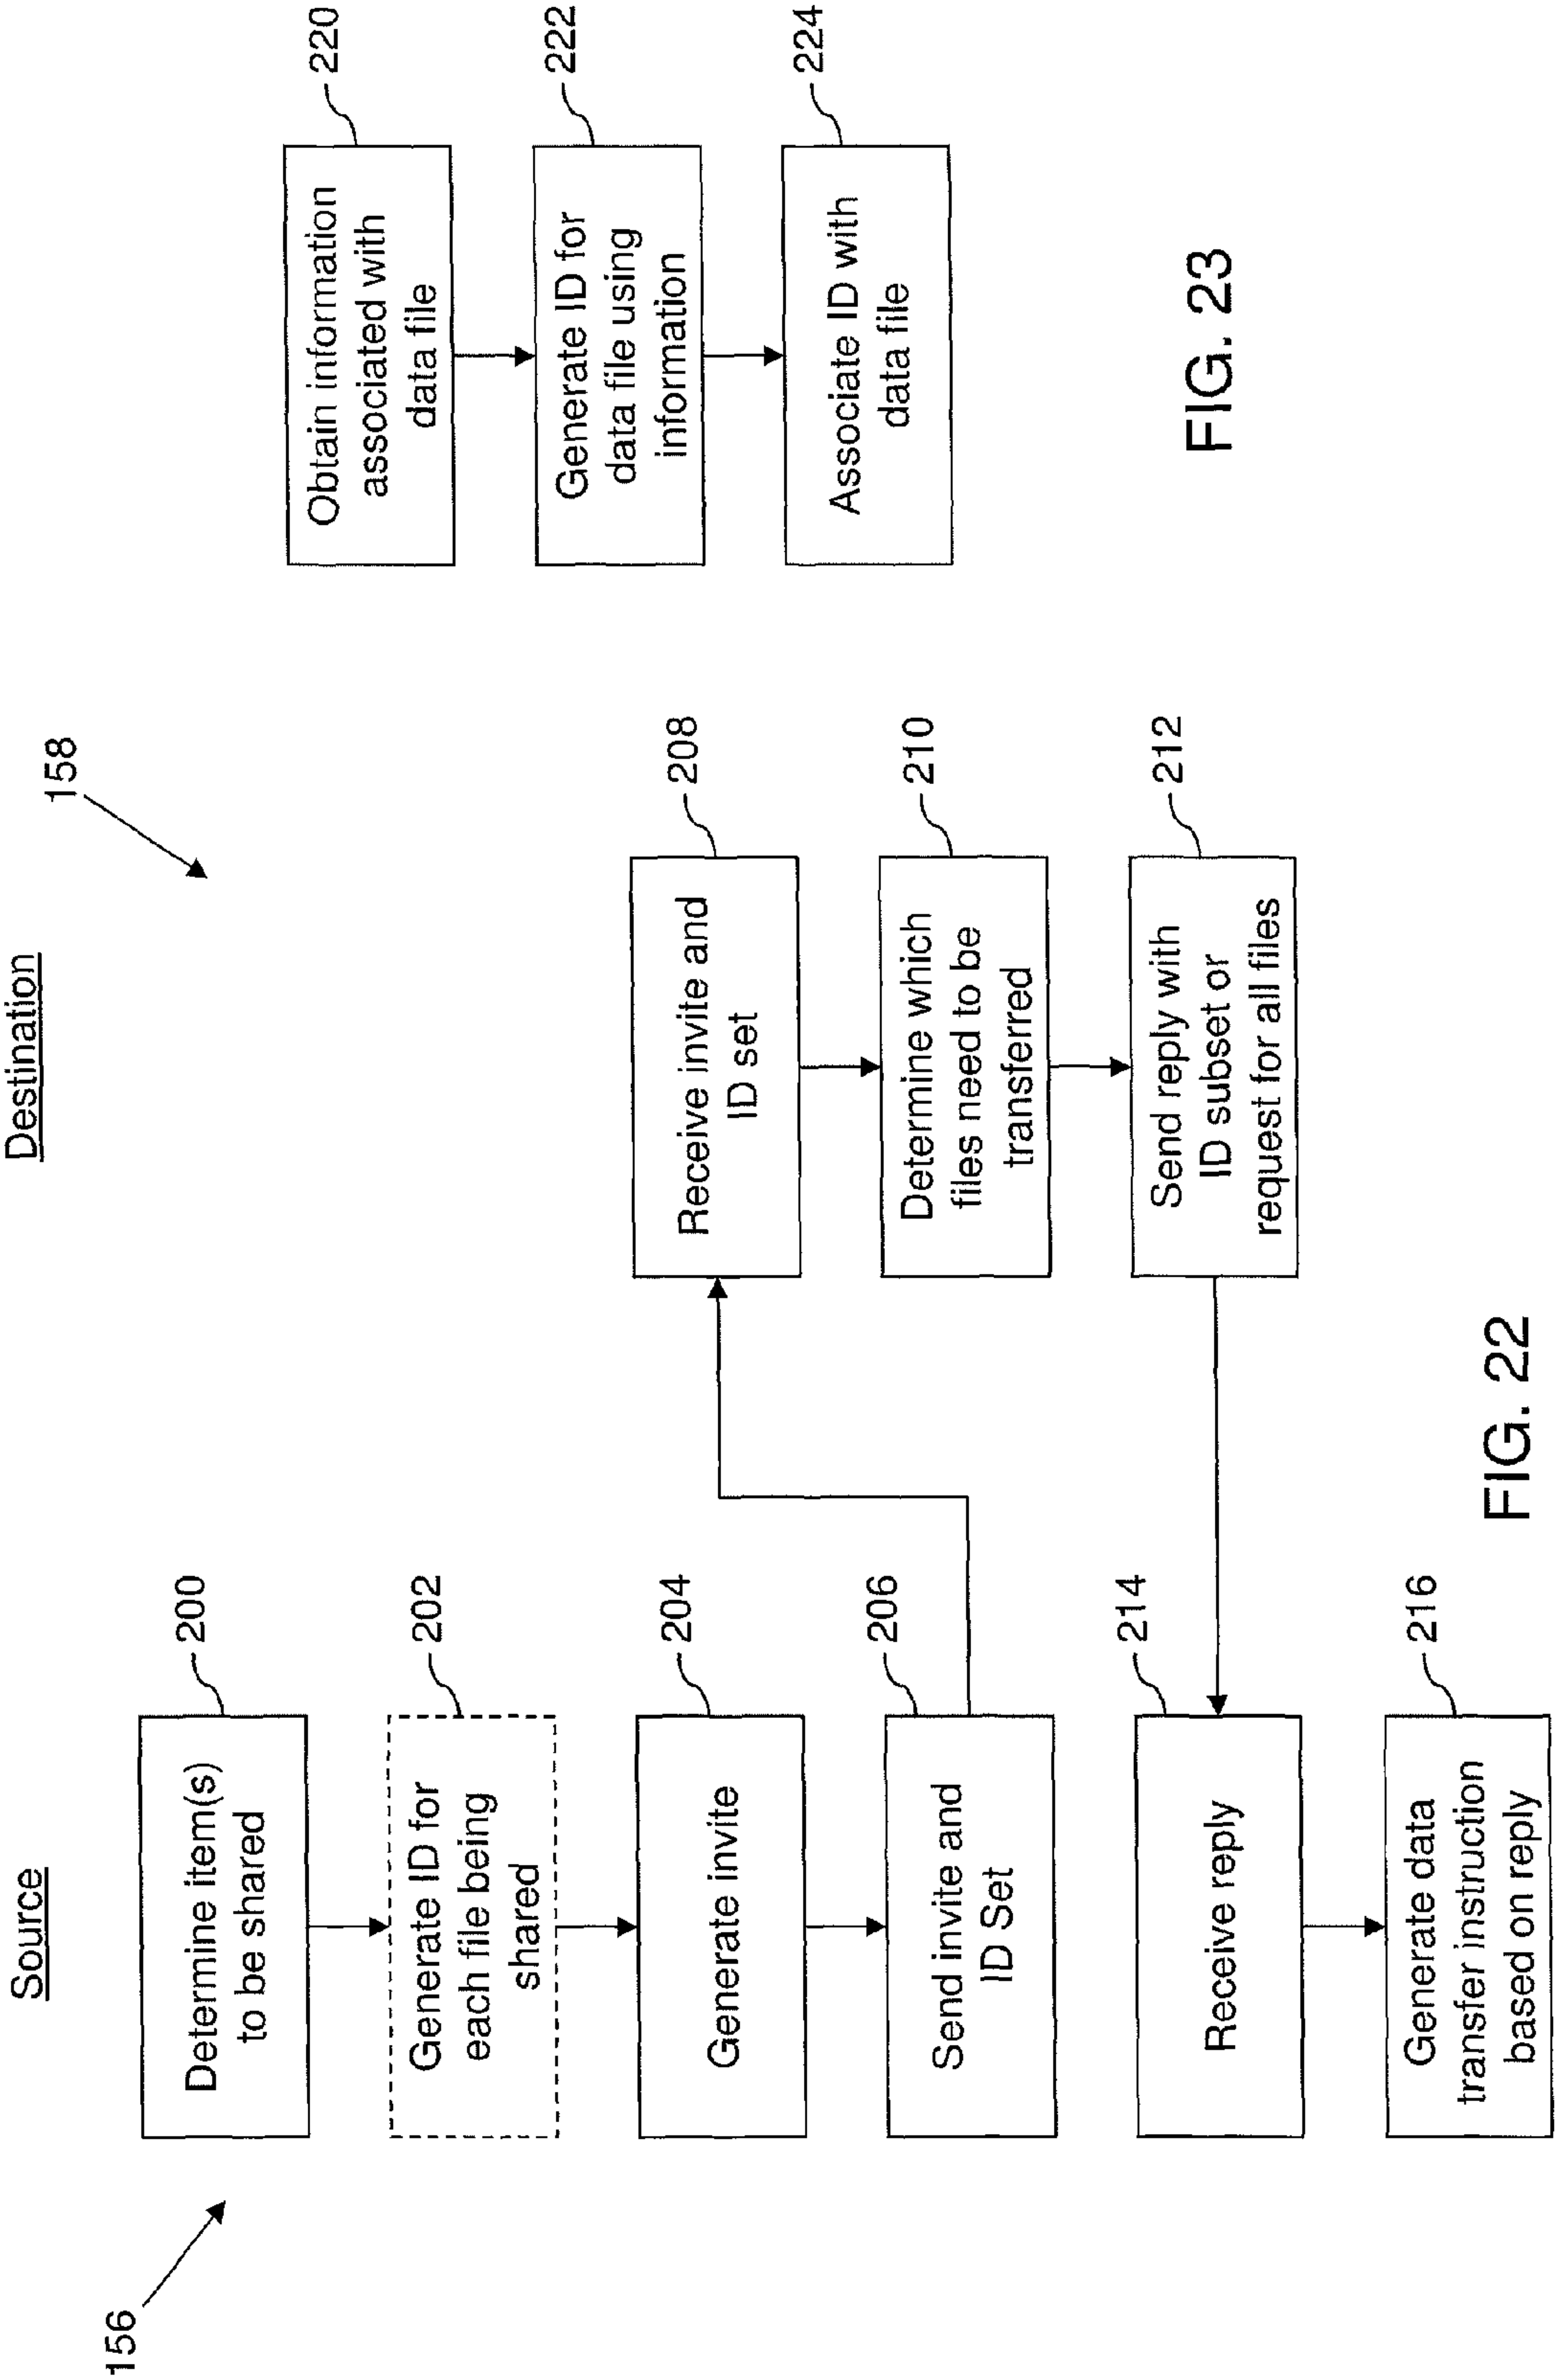 Source
Destination
156
158
200
Determine item(s)
to be shared
202
Generate ID for
each file being
shared
204
Generate invite
206
Send invite and
ID Set
208
Receive invite and
ID set
210
Determine which
files need to be
transferred
212
Send reply with
ID subset or
request for all files
214
Receive reply
216
Generate data
transfer instruction
based on reply
FIG. 22
220
Obtain information
associated with
data file
222
Generate ID for
data file using
information
224
Associate ID with
data file
FIG. 23